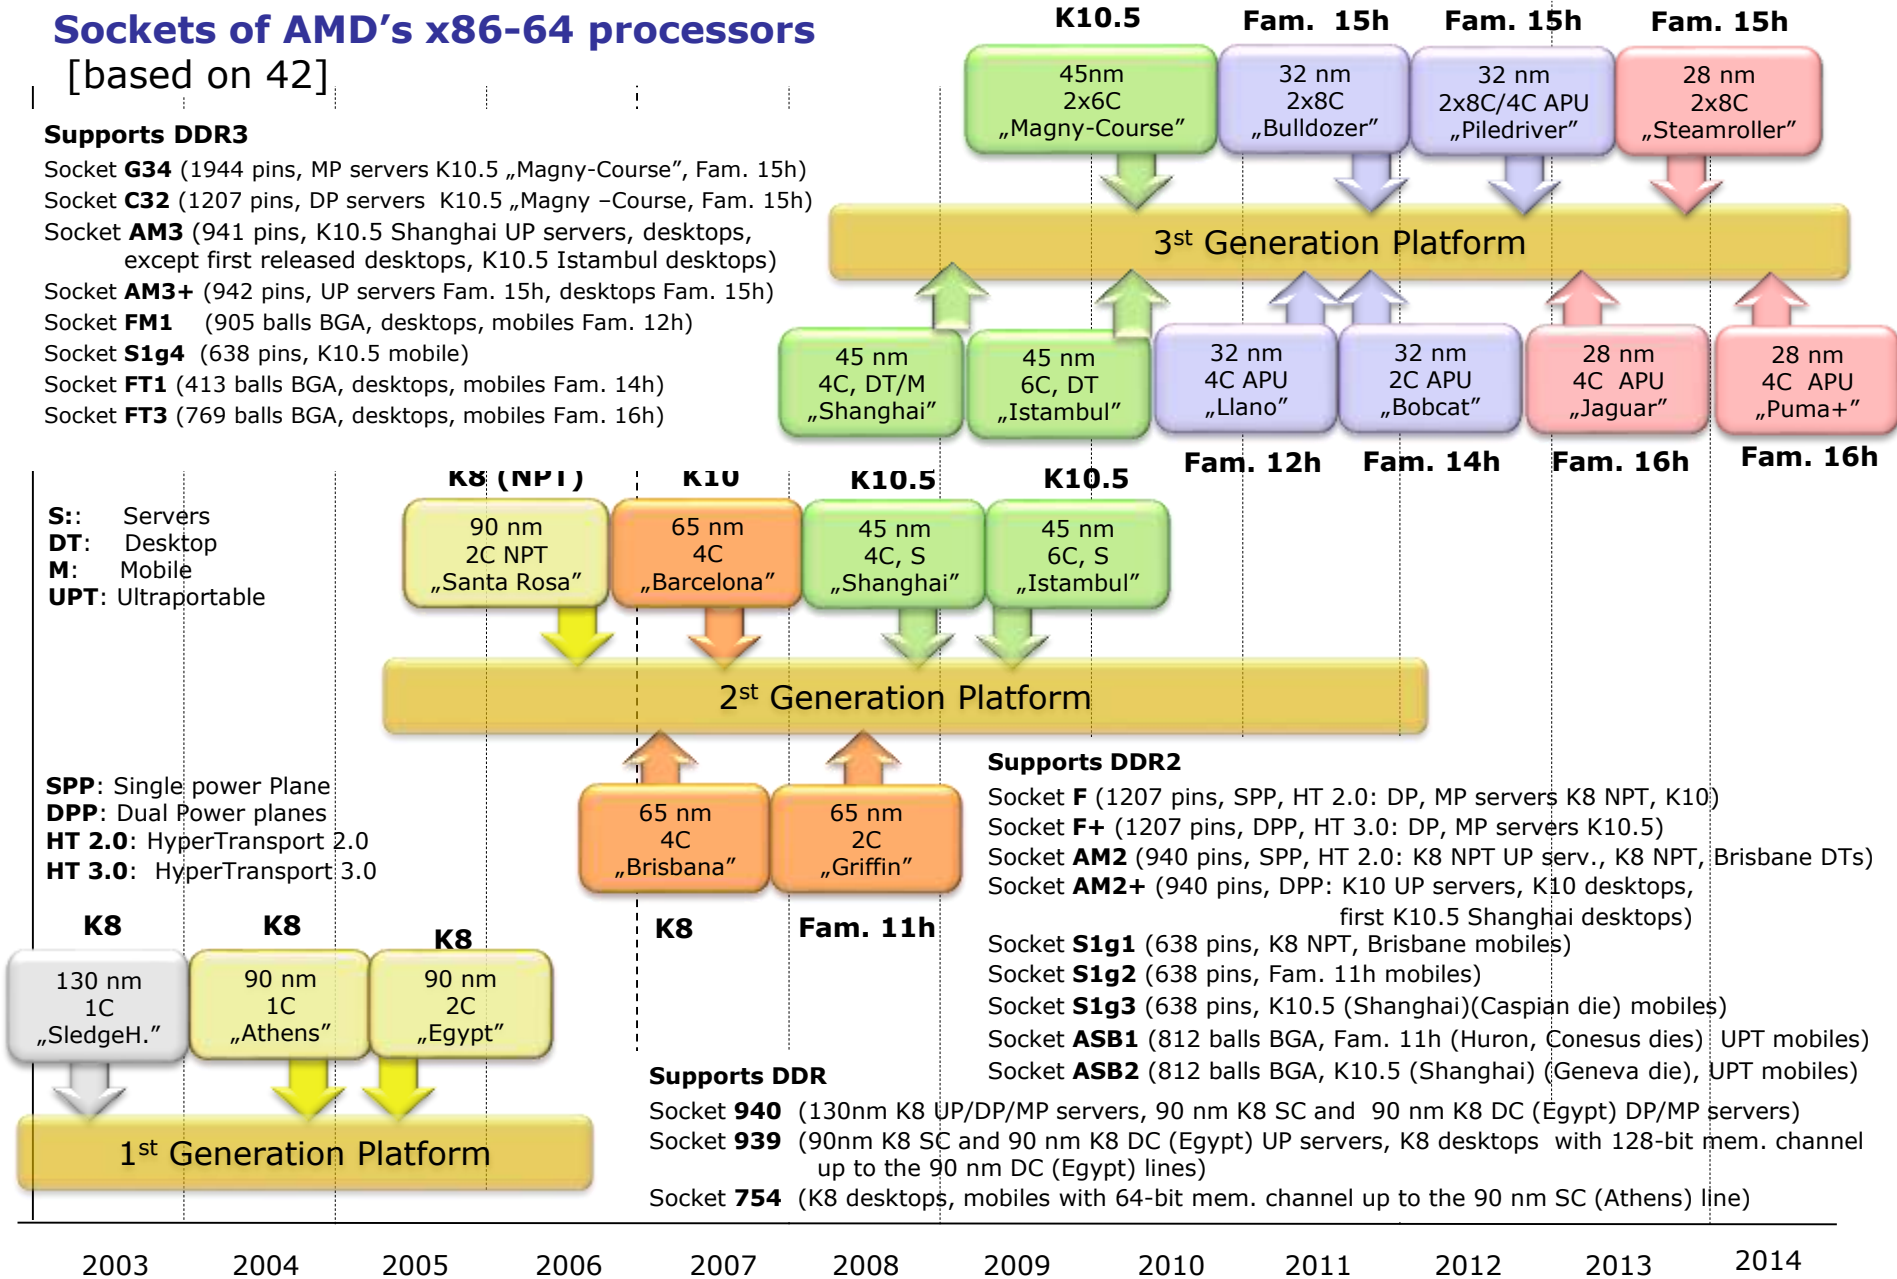 Sockets of AMD's x86-64 processors
[based on 42]
K10.5
Fam. 15h
Fam. 15h
Fam. 15h
45nm
2x6C
„Magny-Course”
32 nm
2x8C
„Bulldozer”
32 nm
2x8C/4C APU
„Piledriver”
28 nm
2x8C
„Steamroller”
Supports DDR3
Socket G34 (1944 pins, MP servers K10.5 „Magny-Course”, Fam. 15h)
Socket C32 (1207 pins, DP servers K10.5 „Magny –Course, Fam. 15h)
Socket AM3 (941 pins, K10.5 Shanghai UP servers, desktops,
except first released desktops, K10.5 Istambul desktops)
Socket AM3+ (942 pins, UP servers Fam. 15h, desktops Fam. 15h)
Socket FM1 (905 balls BGA, desktops, mobiles Fam. 12h)
Socket S1g4 (638 pins, K10.5 mobile)
Socket FT1 (413 balls BGA, desktops, mobiles Fam. 14h)
Socket FT3 (769 balls BGA, desktops, mobiles Fam. 16h)
3st Generation Platform
45 nm
4C, DT/M
„Shanghai”
45 nm
6C, DT
„Istambul”
32 nm
4C APU
„Llano”
32 nm
2C APU
„Bobcat”
28 nm
4C APU
„Jaguar”
28 nm
4C APU
„Puma+”
Fam. 12h
Fam. 14h
Fam. 16h
Fam. 16h
K8 (NPT)
K10
K10.5
K10.5
S:: Servers
DT: Desktop
M: Mobile
UPT: Ultraportable
90 nm
2C NPT
„Santa Rosa”
65 nm
4C
„Barcelona”
45 nm
4C, S
„Shanghai”
45 nm
6C, S
„Istambul”
2st Generation Platform
SPP: Single power Plane
DPP: Dual Power planes
HT 2.0: HyperTransport 2.0
HT 3.0: HyperTransport 3.0
65 nm
4C
„Brisbana”
65 nm
2C
„Griffin”
K8
Fam. 11h
Supports DDR2
Socket F (1207 pins, SPP, HT 2.0: DP, MP servers K8 NPT, K10)
Socket F+ (1207 pins, DPP, HT 3.0: DP, MP servers K10.5)
Socket AM2 (940 pins, SPP, HT 2.0: K8 NPT UP serv., K8 NPT, Brisbane DTs)
Socket AM2+ (940 pins, DPP: K10 UP servers, K10 desktops,
first K10.5 Shanghai desktops)
Socket S1g1 (638 pins, K8 NPT, Brisbane mobiles)
Socket S1g2 (638 pins, Fam. 11h mobiles)
Socket S1g3 (638 pins, K10.5 (Shanghai)(Caspian die) mobiles)
Socket ASB1 (812 balls BGA, Fam. 11h (Huron, Conesus dies) UPT mobiles)
Socket ASB2 (812 balls BGA, K10.5 (Shanghai) (Geneva die), UPT mobiles)
K8
K8
K8
130 nm
1C
„SledgeH.”
90 nm
1C
„Athens”
90 nm
2C
„Egypt”
1st Generation Platform
Supports DDR
Socket 940 (130nm K8 UP/DP/MP servers, 90 nm K8 SC and 90 nm K8 DC (Egypt) DP/MP servers)
Socket 939 (90nm K8 SC and 90 nm K8 DC (Egypt) UP servers, K8 desktops with 128-bit mem. channel
up to the 90 nm DC (Egypt) lines)
Socket 754 (K8 desktops, mobiles with 64-bit mem. channel up to the 90 nm SC (Athens) line)
2003 2004 2005 2006 2007 2008 2009 2010 2011 2012 2013 2014